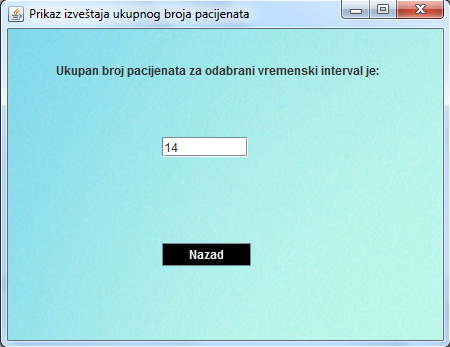 Prikaz izveštaja ukupnog broja pacijenata
Ukupan broj pacijenata za odabrani vremenski interval je:
14
Nazad